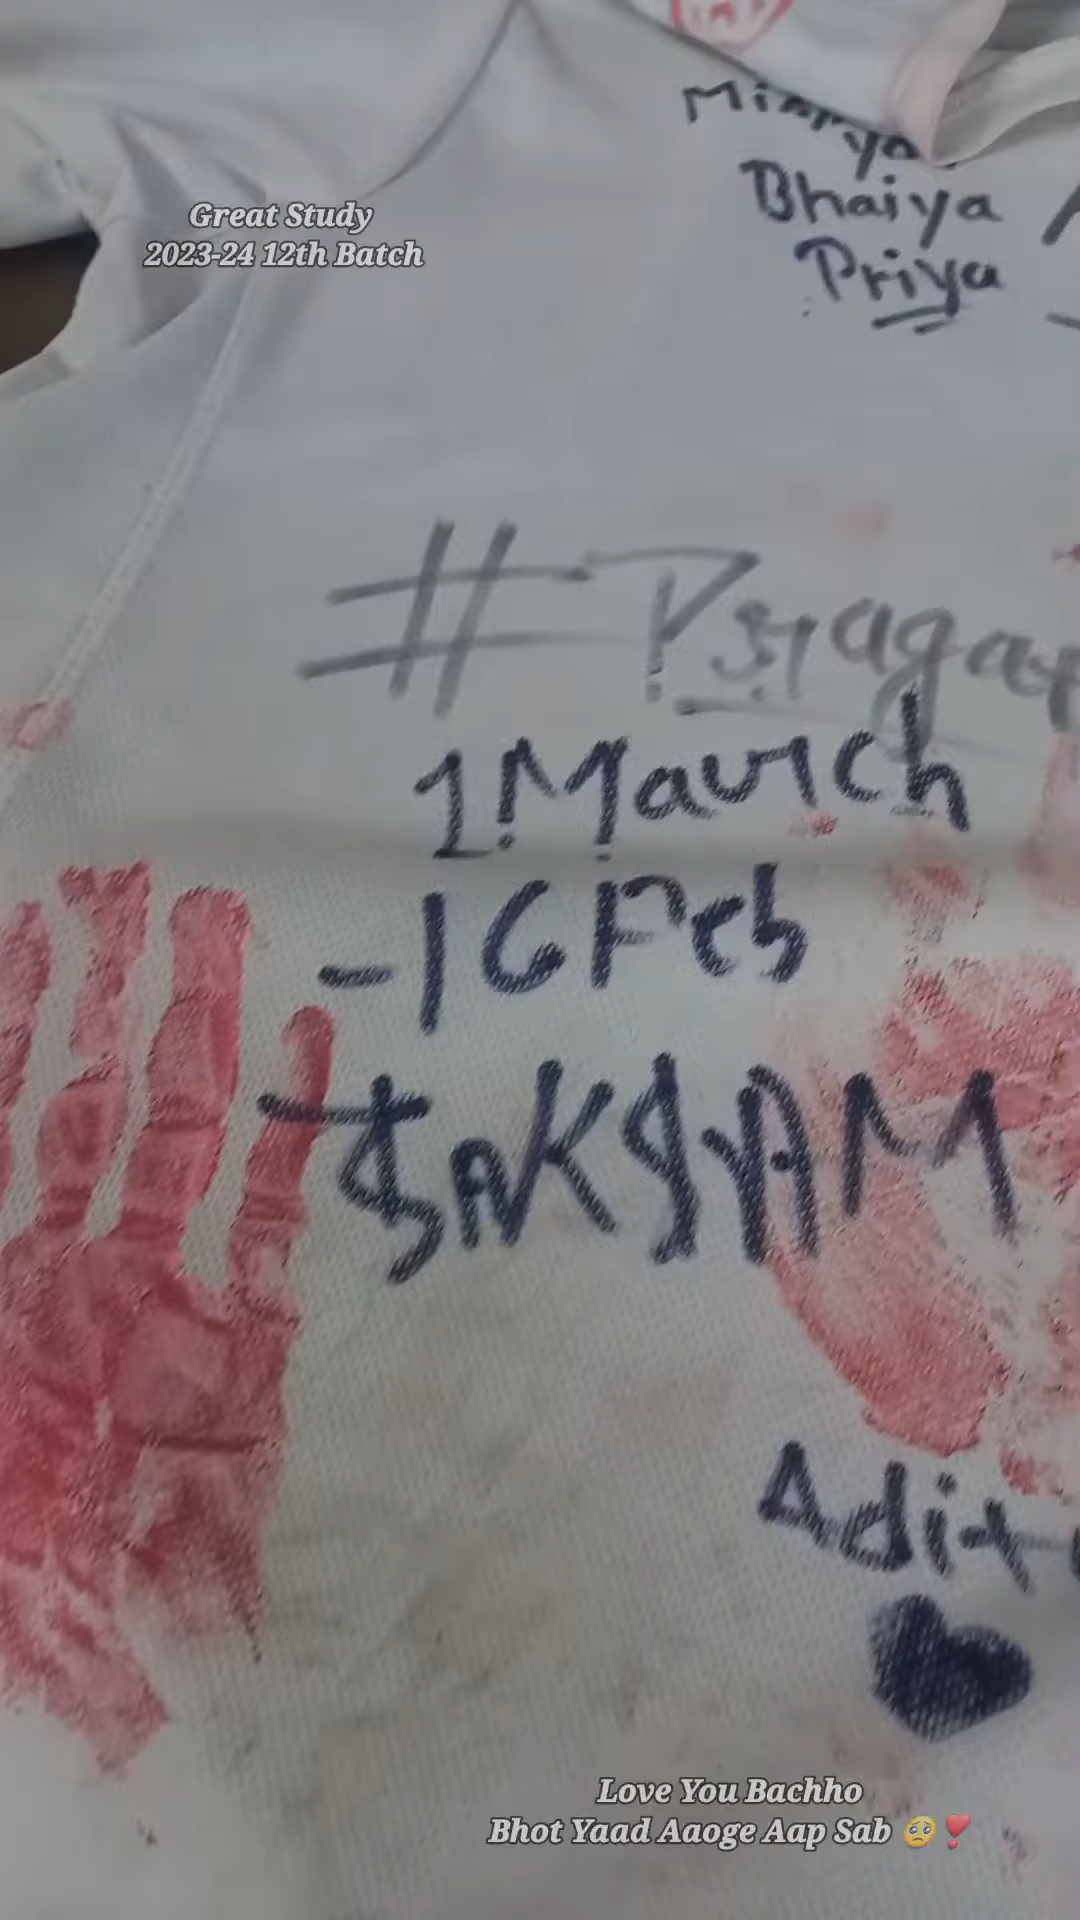 Great Study
2023-24 12th Batch
Bhaiya
Priya
1 March
-16 Feb
SAKSYAM
Love You Bachho
Bhot Yaad Aaoge Aap Sab 🥺❣️